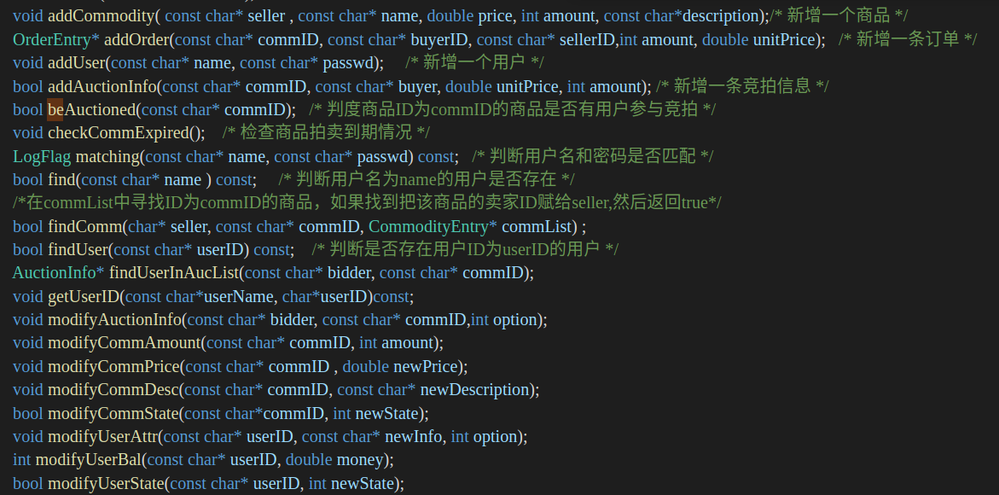 void addCommodity( const char* seller , const char* name, double price, int amount, const char*description);/* 新增一个商品 */
OrderEntry* addOrder(const char* commID, const char* buyerID, const char* sellerID,int amount, double unitPrice); /* 新增一条订单 */
void addUser(const char* name, const char* passwd); /* 新增一个用户 */
bool addAuctionInfo(const char* commID, const char* buyer, double unitPrice, int amount); /* 新增一条竞拍信息 */
bool beAuctioned(const char* commID); /* 判度商品ID为commID的商品是否有用户参与竞拍 */
void checkCommExpired(); /* 检查商品拍卖到期情况 */
LogFlag matching(const char* name, const char* passwd) const; /* 判断用户名和密码是否匹配 */
bool find(const char* name ) const; /* 判断用户名为name的用户是否存在 */
/*在commList中寻找ID为commID的商品，如果找到把该商品的卖家ID赋给seller,然后返回true*/
bool findComm(char* seller, const char* commID, CommodityEntry* commList) ;
bool findUser(const char* userID) const; /* 判断是否存在用户ID为userID的用户 */
AuctionInfo* findUserInAucList(const char* bidder, const char* commID);
void getUserID(const char*userName, char*userID)const;
void modifyAuctionInfo(const char* bidder, const char* commID,int option);
void modifyCommAmount(const char* commID, int amount);
void modifyCommPrice(const char* commID , double newPrice);
void modifyCommDesc(const char* commID, const char* newDescription);
bool modifyCommState(const char*commID, int newState);
void modifyUserAttr(const char* userID, const char* newInfo, int option);
int modifyUserBal(const char* userID, double money);
bool modifyUserState(const char* userID, int newState);